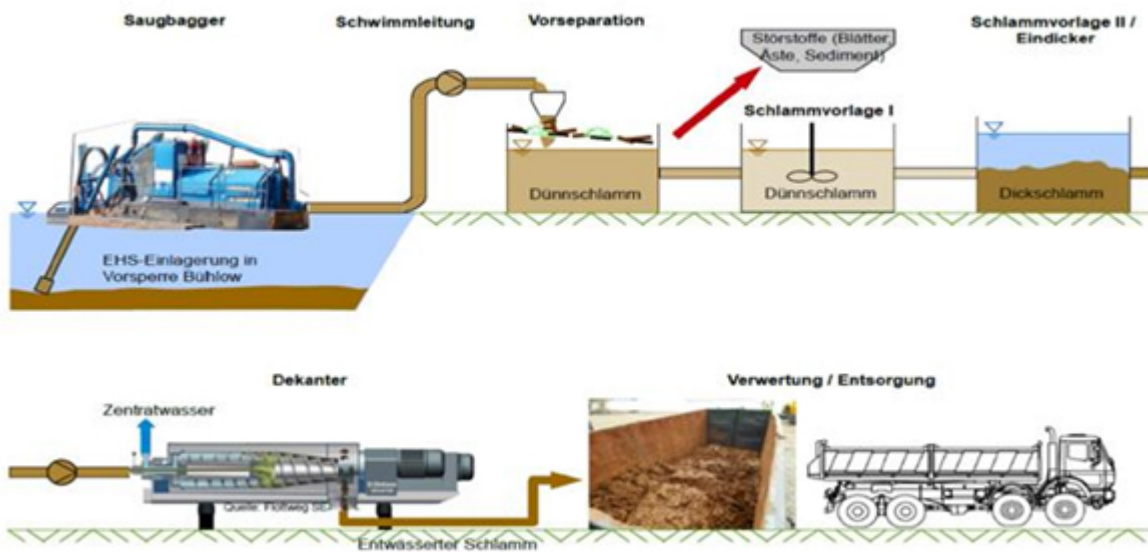 Saugbagger
Schwimmleitung
Vorseparation
Störstoffe (Blätter,
Äste, Sediment)
Schlammvorlage II /
Eindicker
Schlammvorlage I
Dünnschlamm
Dünnschlamm
Dickschlamm
EHS-Einlagerung in
Vorsperre Bühlow
Dekanter
Verwertung / Entsorgung
Zentratwasser
Quelle: Flottweg SE
Entwässerter Schlamm